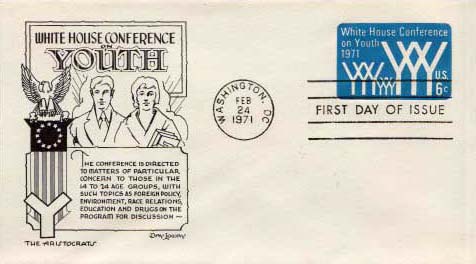 WHITE HOUSE CONFERENCE
ON
YOUTH
THE CONFERENCE IS DIRECTED
TO MATTERS OF PARTICULAR
CONCERN TO THOSE IN THE
14 TO 24 AGE GROUPS, WITH
SUCH TOPICS AS FOREIGN POLICY,
ENVIRONMENT, RACE RELATIONS,
EDUCATION AND DRUGS ON THE
PROGRAM FOR DISCUSSION ~
Y
THE ARISTOCRATS
WASHINGTON, DC
FEB
24
1971
White House Conference
on Youth
1971
U.S.
6c
FIRST DAY OF ISSUE